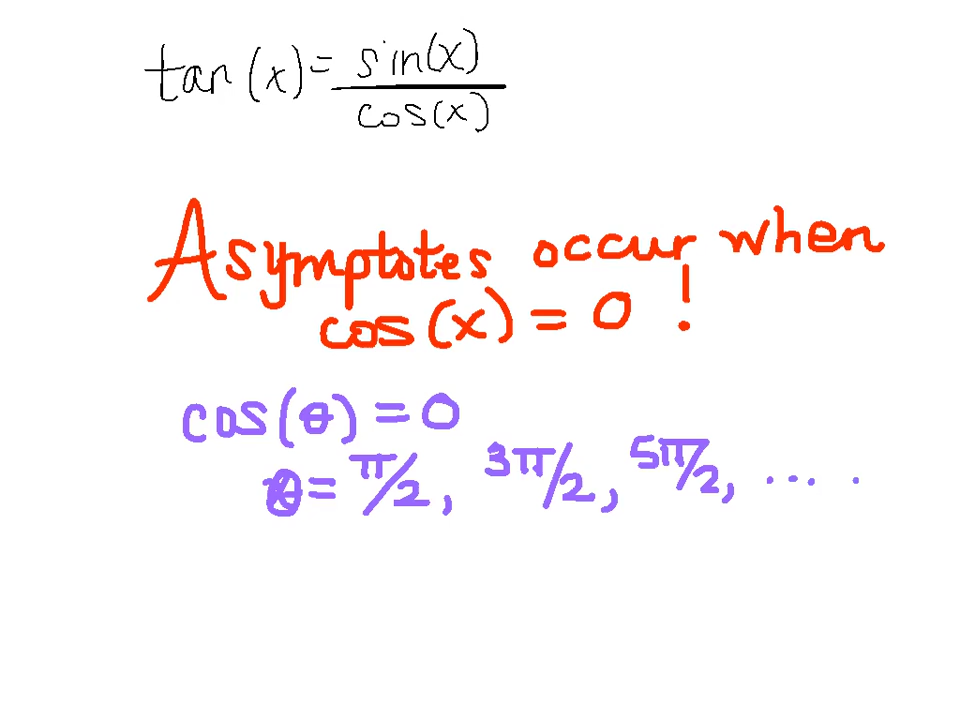 tan(x) = sin(x)/cos(x)
Asymptotes occur when
cos(x) = 0!
cos(θ) = 0
θ = π/2, 3π/2, 5π/2, .... .